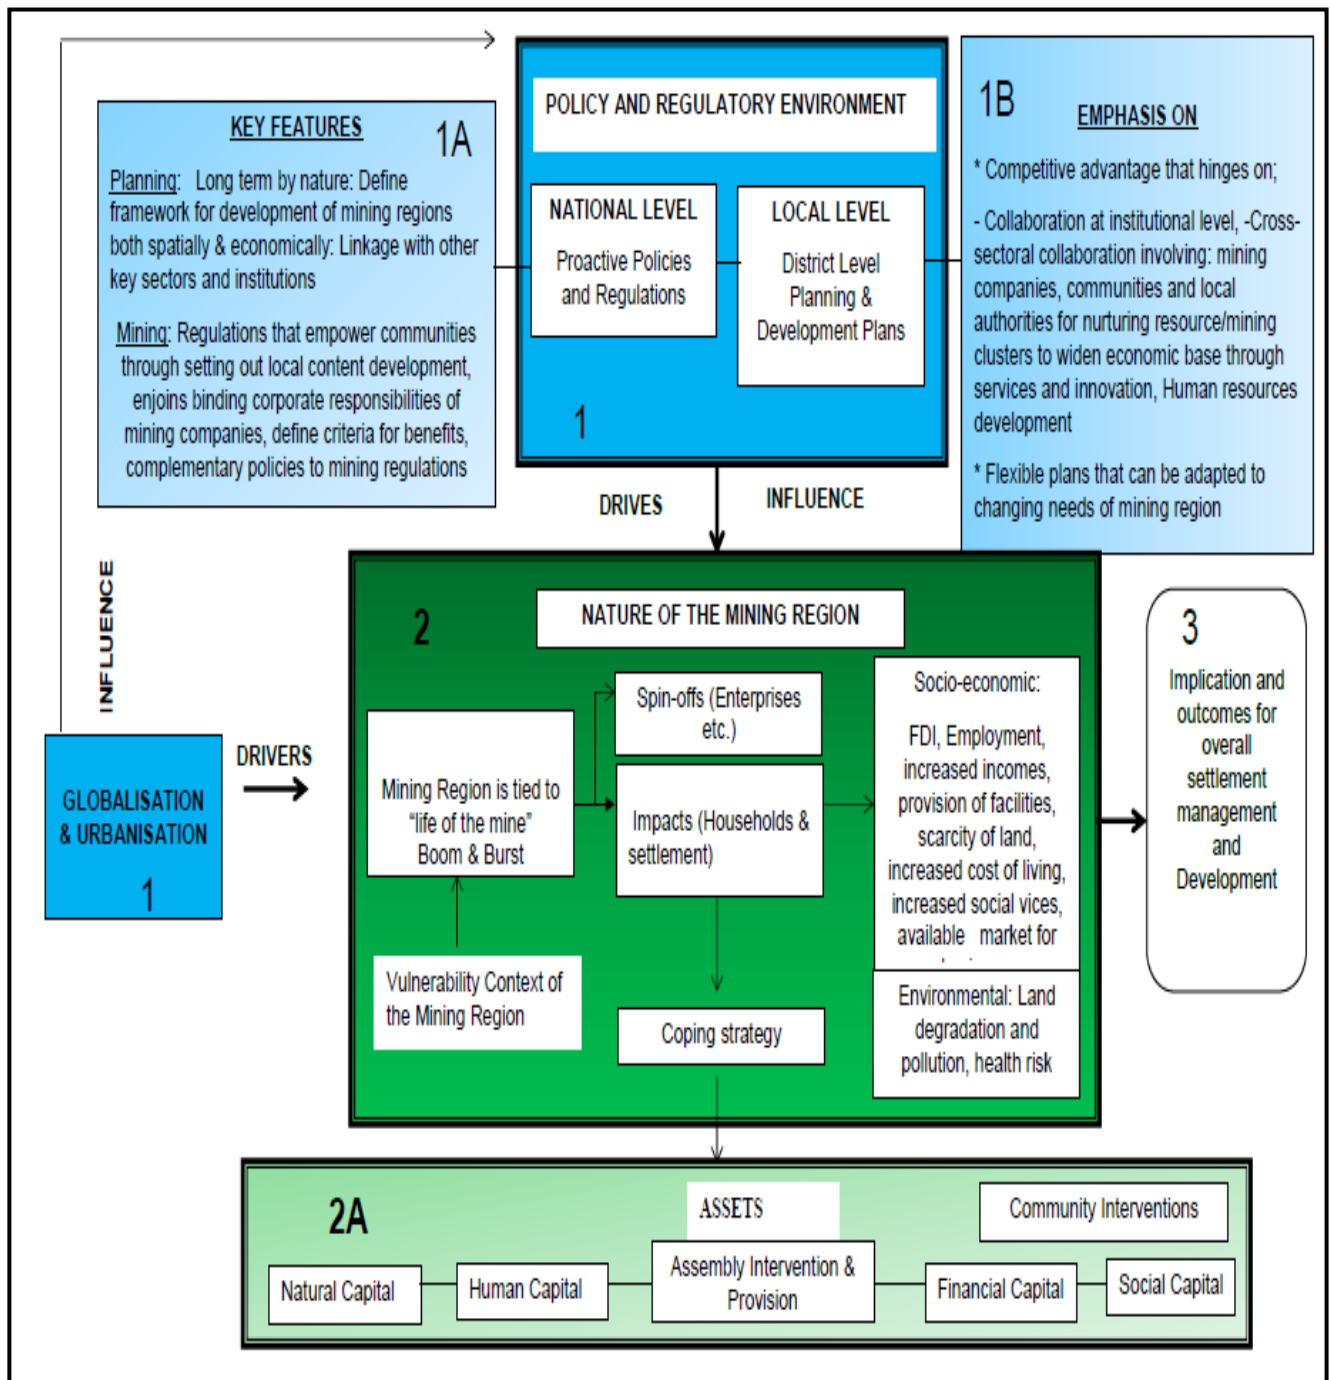 POLICY AND REGULATORY ENVIRONMENT
NATIONAL LEVEL
Proactive Policies
and Regulations
LOCAL LEVEL
District Level
Planning &
Development Plans
1
KEY FEATURES
1A
Planning: Long term by nature: Define
framework for development of mining regions
both spatially & economically: Linkage with other
key sectors and institutions
Mining: Regulations that empower communities
through setting out local content development,
enjoins binding corporate responsibilities of
mining companies, define criteria for benefits,
complementary policies to mining regulations
1B
EMPHASIS ON
* Competitive advantage that hinges on;
- Collaboration at institutional level, -Cross-
sectoral collaboration involving: mining
companies, communities and local
authorities for nurturing resource/mining
clusters to widen economic base through
services and innovation, Human resources
development
* Flexible plans that can be adapted to
changing needs of mining region
DRIVES
INFLUENCE
INFLUENCE
GLOBALISATION
& URBANISATION
1
DRIVERS
2
NATURE OF THE MINING REGION
Mining Region is tied to
“life of the mine”
Boom & Burst
Vulnerability Context of
the Mining Region
Spin-offs (Enterprises
etc.)
Impacts (Households &
settlement)
Coping strategy
Socio-economic:
FDI, Employment,
increased incomes,
provision of facilities,
scarcity of land,
increased cost of living,
increased social vices,
available market for
Environmental: Land
degradation and
pollution, health risk
3
Implication and
outcomes for
overall
settlement
management
and
Development
2A
ASSETS
Community Interventions
Natural Capital
Human Capital
Assembly Intervention &
Provision
Financial Capital
Social Capital